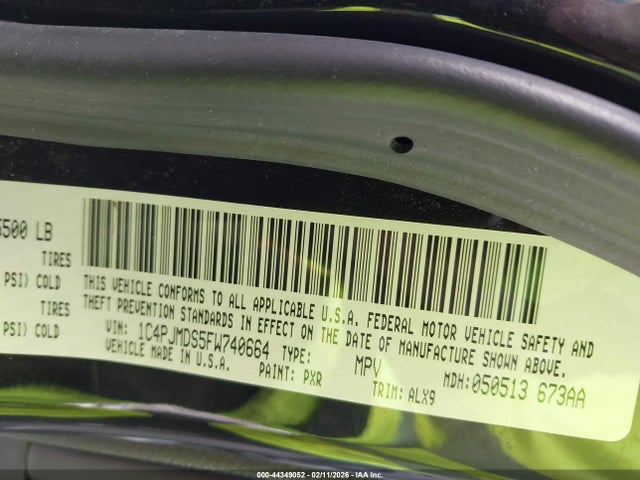 5500 LB
TIRES
PSI) COLD
TIRES
PSI) COLD
THIS VEHICLE CONFORMS TO ALL APPLICABLE U.S.A. FEDERAL MOTOR VEHICLE SAFETY AND
THEFT PREVENTION STANDARDS IN EFFECT ON THE DATE OF MANUFACTURE SHOWN ABOVE.
VIN: 1C4PJMDS5FW740664 TYPE: MPV MDH:050513 673AA
VEHICLE MADE IN U.S.A. PAINT: PXR TRIM: ALX9
000-44349052 - 02/11/2026 - IAA Inc.